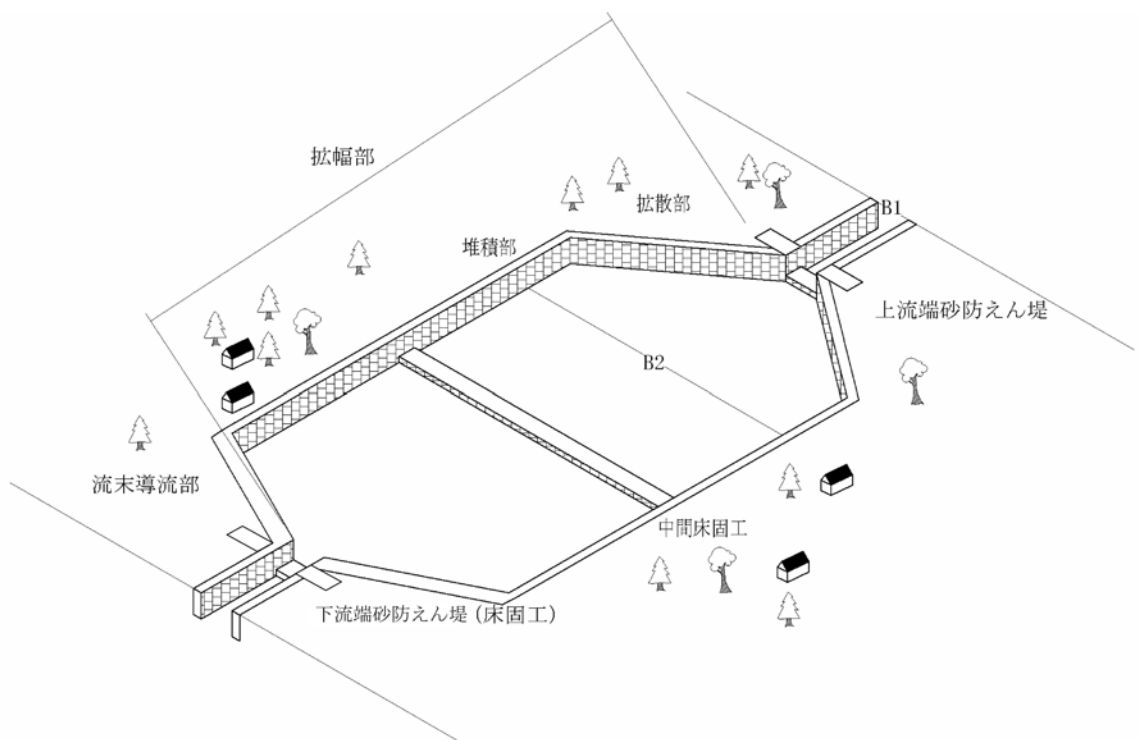 拡幅部
拡散部
B1
堆積部
上流端砂防えん堤
B2
流末導流部
中間床固工
下流端砂防えん堤(床固工)